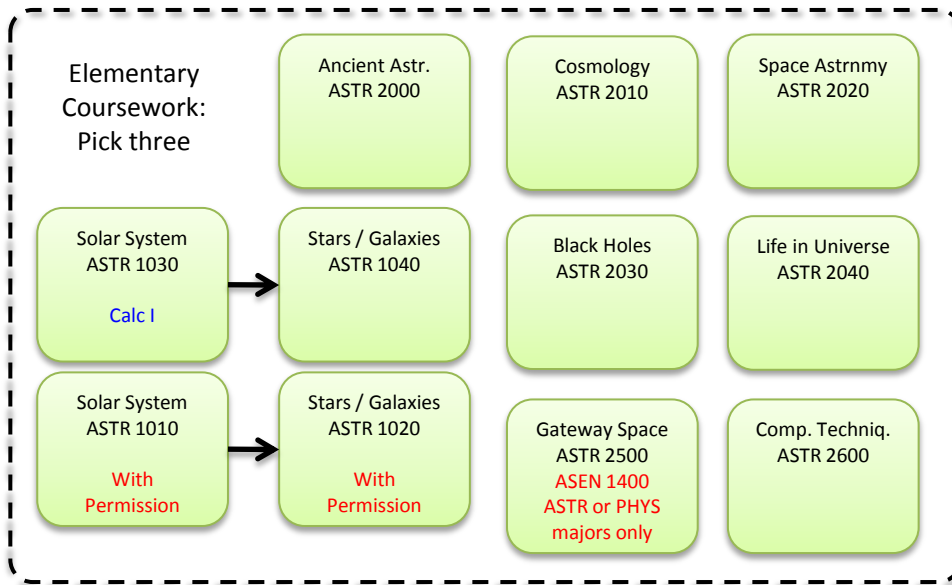 Elementary
Coursework:
Pick three
Ancient Astr.
ASTR 2000
Cosmology
ASTR 2010
Space Astrnmy
ASTR 2020
Solar System
ASTR 1030
Calc I
Stars / Galaxies
ASTR 1040
Black Holes
ASTR 2030
Life in Universe
ASTR 2040
Solar System
ASTR 1010
With
Permission
Stars / Galaxies
ASTR 1020
With
Permission
Gateway Space
ASTR 2500
ASEN 1400
ASTR or PHYS
majors only
Comp. Techniq.
ASTR 2600